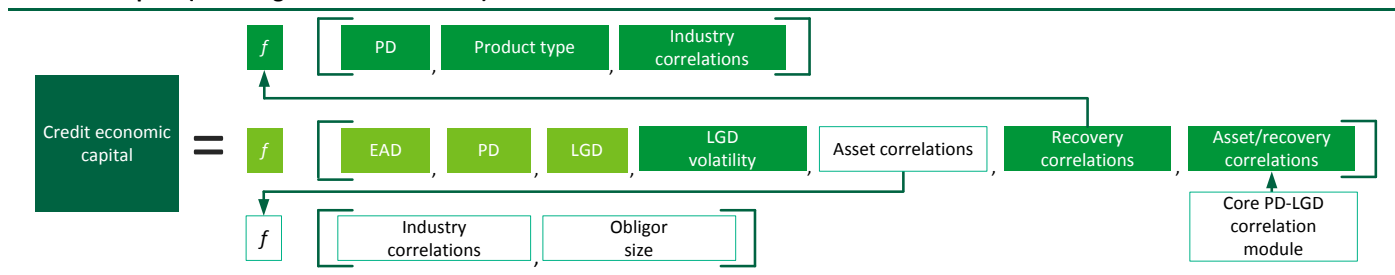 f
PD
,
Product type
,
Industry
correlations
Credit economic
capital
=
f
EAD
,
PD
,
LGD
,
LGD
volatility
,
Asset correlations
,
Recovery
correlations
,
Asset/recovery
correlations
f
Industry
correlations
,
Obligor
size
Core PD-LGD
correlation
module